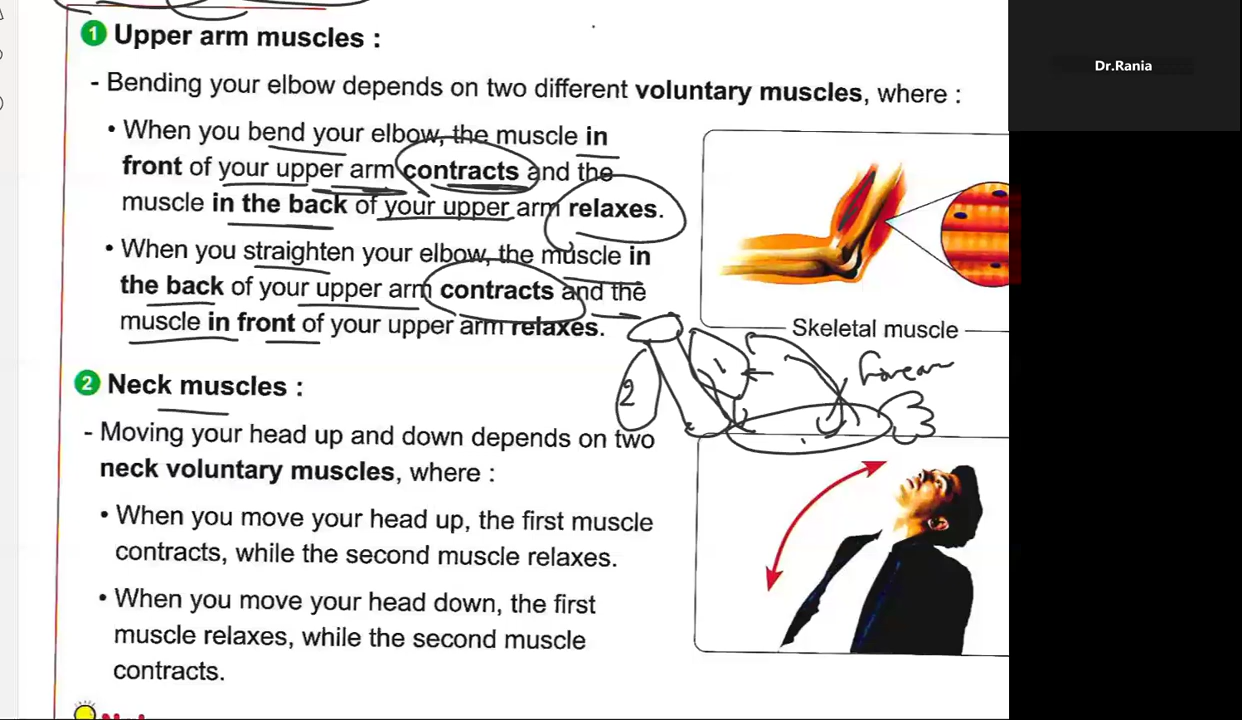 1 Upper arm muscles :
- Bending your elbow depends on two different voluntary muscles, where :
• When you bend your elbow, the muscle in
front of your upper arm contracts and the
muscle in the back of your upper arm relaxes.
• When you straighten your elbow, the muscle in
the back of your upper arm contracts and the
muscle in front of your upper arm relaxes.
Skeletal muscle
1
2
2 Neck muscles :
- Moving your head up and down depends on two
neck voluntary muscles, where :
• When you move your head up, the first muscle
contracts, while the second muscle relaxes.
• When you move your head down, the first
muscle relaxes, while the second muscle
contracts.
Dr.Rania